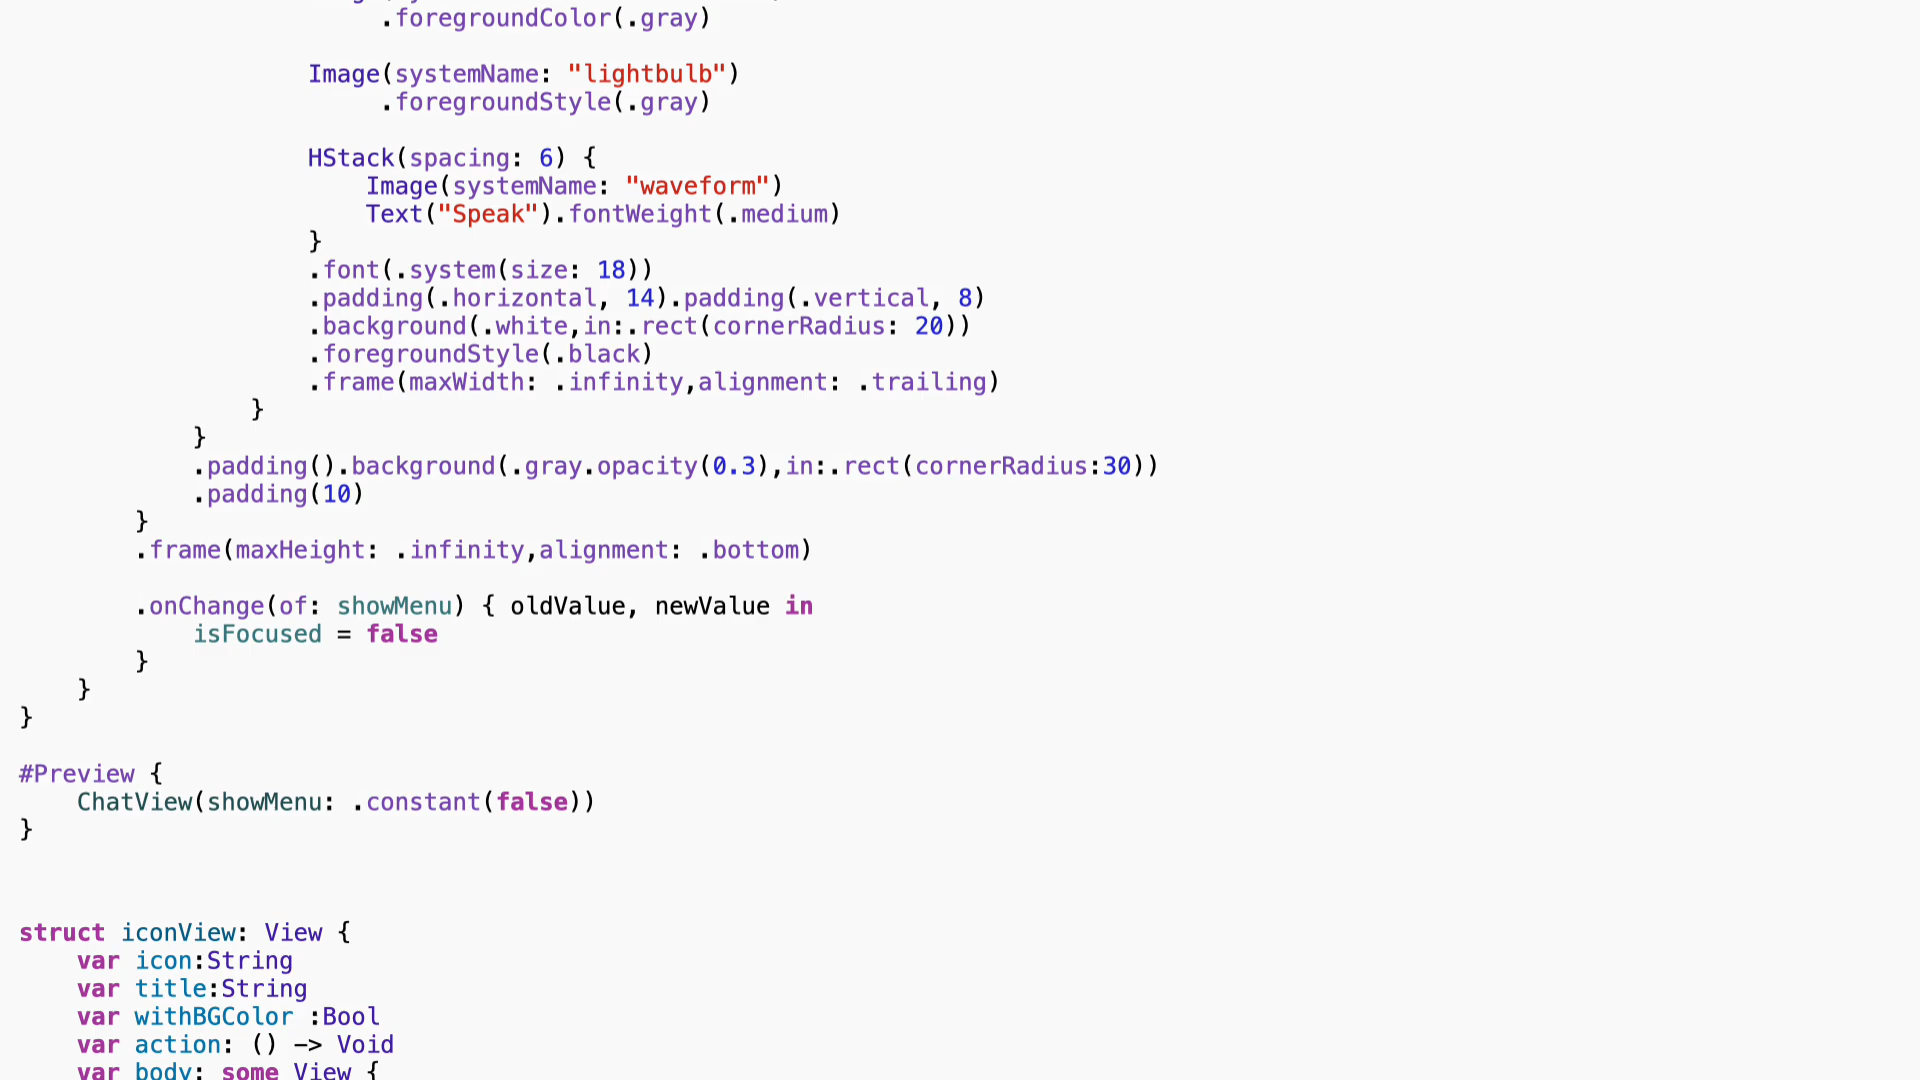 .foregroundColor(.gray)
Image(systemName: "lightbulb")
.foregroundStyle(.gray)
HStack(spacing: 6) {
Image(systemName: "waveform")
Text("Speak").fontWeight(.medium)
}
.font(.system(size: 18))
.padding(.horizontal, 14).padding(.vertical, 8)
.background(.white,in:.rect(cornerRadius: 20))
.foregroundStyle(.black)
.frame(maxWidth: .infinity,alignment: .trailing)
}
}
.padding().background(.gray.opacity(0.3),in:.rect(cornerRadius:30))
.padding(10)
}
.frame(maxHeight: .infinity,alignment: .bottom)
.onChange(of: showMenu) { oldValue, newValue in
isFocused = false
}
}
}
#Preview {
ChatView(showMenu: .constant(false))
}
struct iconView: View {
var icon:String
var title:String
var withBGColor :Bool
var action: () -> Void
var body: some View {